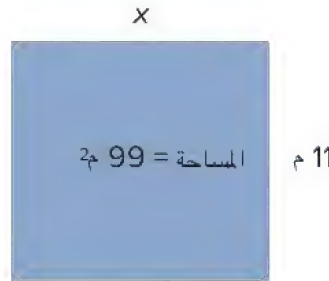 x
المساحة = 99 م²
11 م